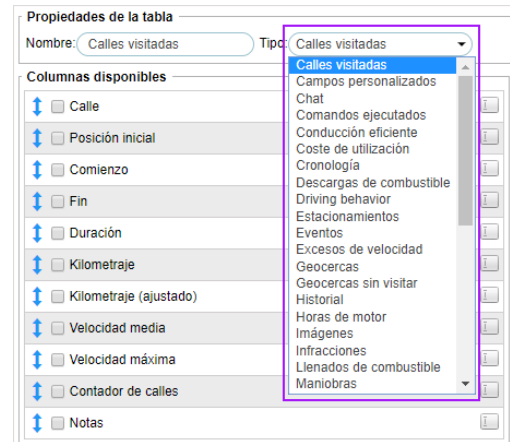 Propiedades de la tabla
Nombre: Calles visitadas Tipo: Calles visitadas
Columnas disponibles
Calle
Posición inicial
Comienzo
Fin
Duración
Kilometraje
Kilometraje (ajustado)
Velocidad media
Velocidad máxima
Contador de calles
Notas
Calles visitadas
Campos personalizados
Chat
Comandos ejecutados
Conducción eficiente
Coste de utilización
Cronología
Descargas de combustible
Driving behavior
Estacionamientos
Eventos
Excesos de velocidad
Geocercas
Geocercas sin visitar
Historial
Horas de motor
Imágenes
Infracciones
Llenados de combustible
Maniobras